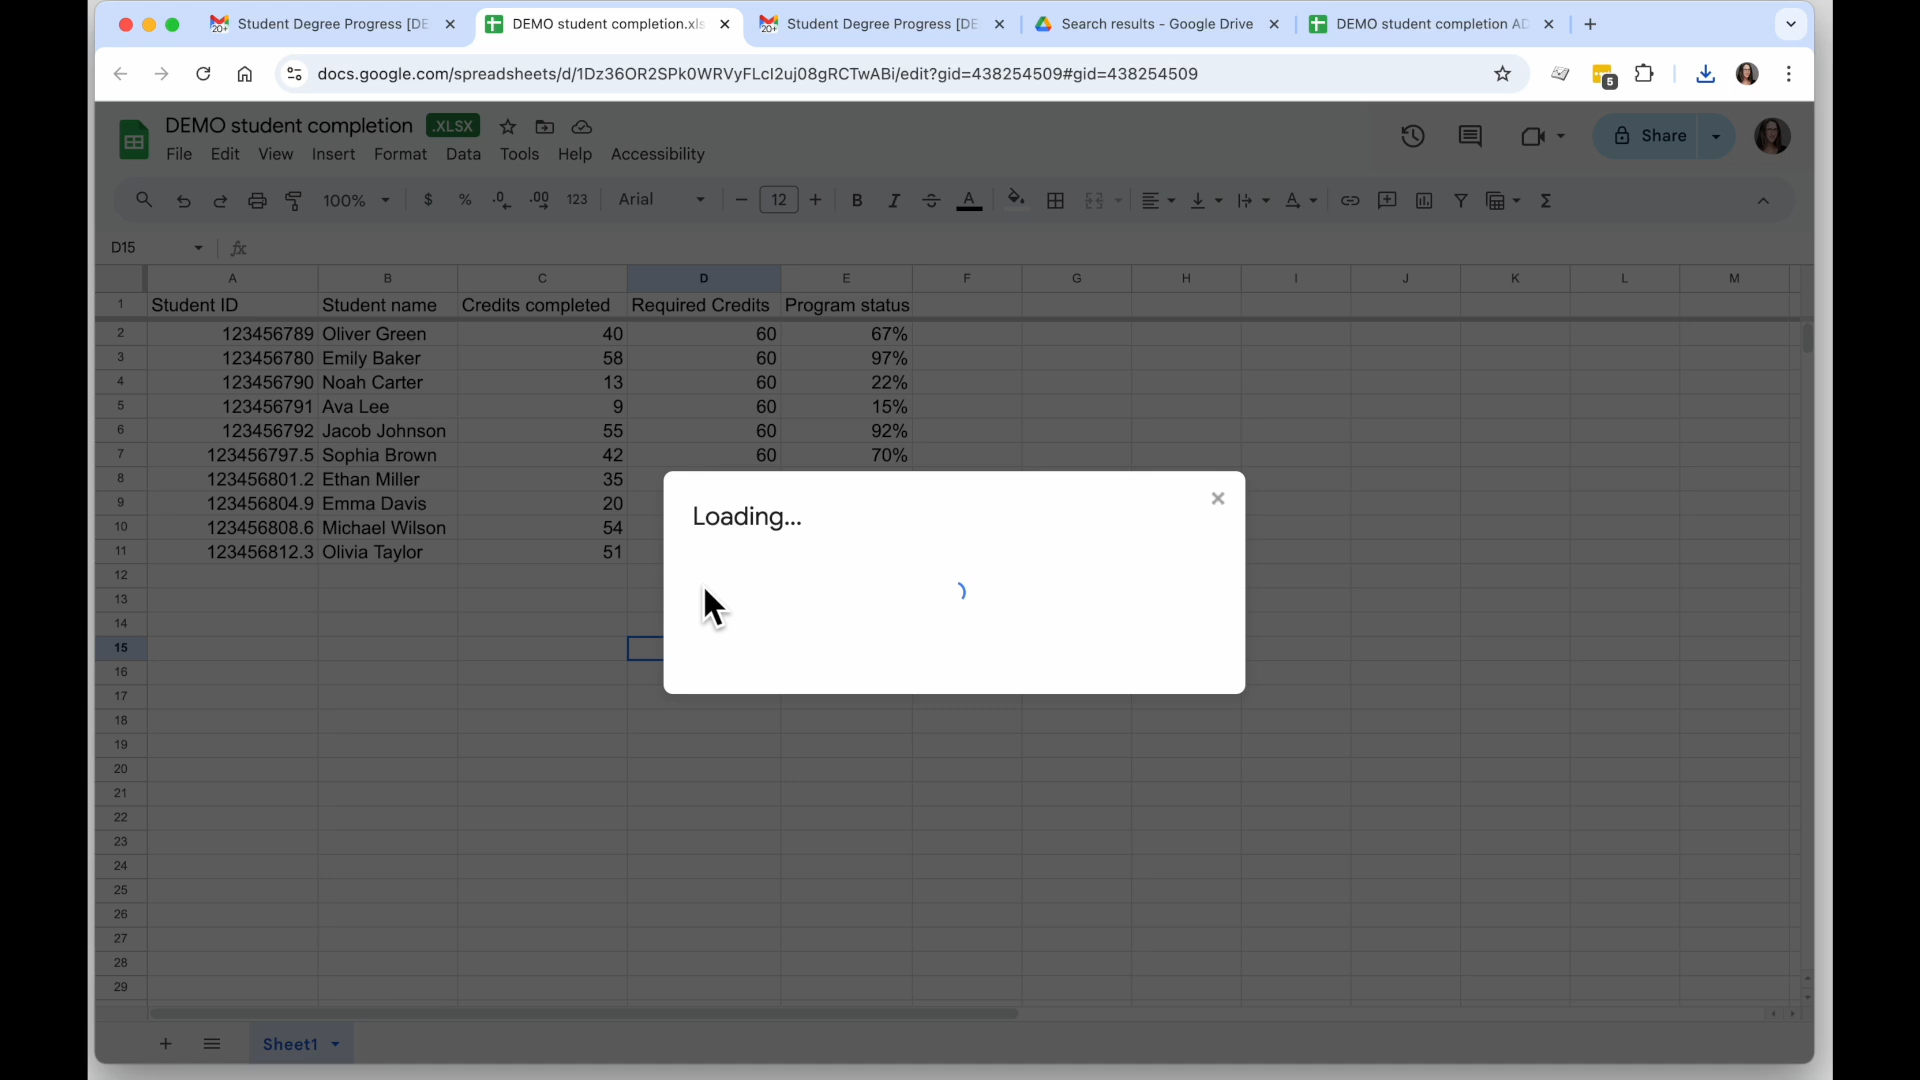 Student Degree Progress [DE
DEMO student completion.xls
Student Degree Progress [DE
Search results - Google Drive
DEMO student completion AD
docs.google.com/spreadsheets/d/1Dz36OR2SPk0WRVyFLcI2uj08gRCTwABi/edit?gid=438254509#gid=438254509
5
DEMO student completion .XLSX
Share
File Edit View Insert Format Data Tools Help Accessibility
100% $ % .0 .00 123 Arial 12 B I A
D15 fx
A B C D E F G H I J K L M
1 Student ID Student name Credits completed Required Credits Program status
2 123456789 Oliver Green 40 60 67%
3 123456780 Emily Baker 58 60 97%
4 123456790 Noah Carter 13 60 22%
5 123456791 Ava Lee 9 60 15%
6 123456792 Jacob Johnson 55 60 92%
7 123456797.5 Sophia Brown 42 60 70%
8 123456801.2 Ethan Miller 35
9 123456804.9 Emma Davis 20
10 123456808.6 Michael Wilson 54
11 123456812.3 Olivia Taylor 51
Loading...
12
13
14
15
16
17
18
19
20
21
22
23
24
25
26
27
28
29
Sheet1